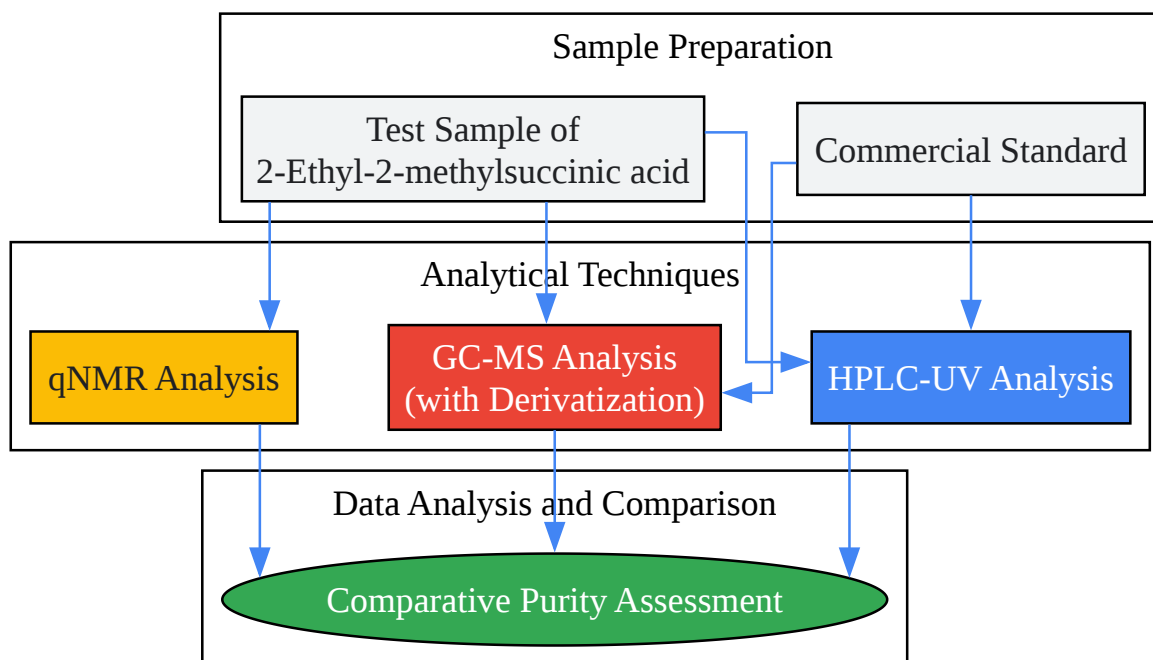 Sample Preparation
Test Sample of
2-Ethyl-2-methylsuccinic acid
Commercial Standard
Analytical Techniques
qNMR Analysis
GC-MS Analysis
(with Derivatization)
HPLC-UV Analysis
Data Analysis and Comparison
Comparative Purity Assessment